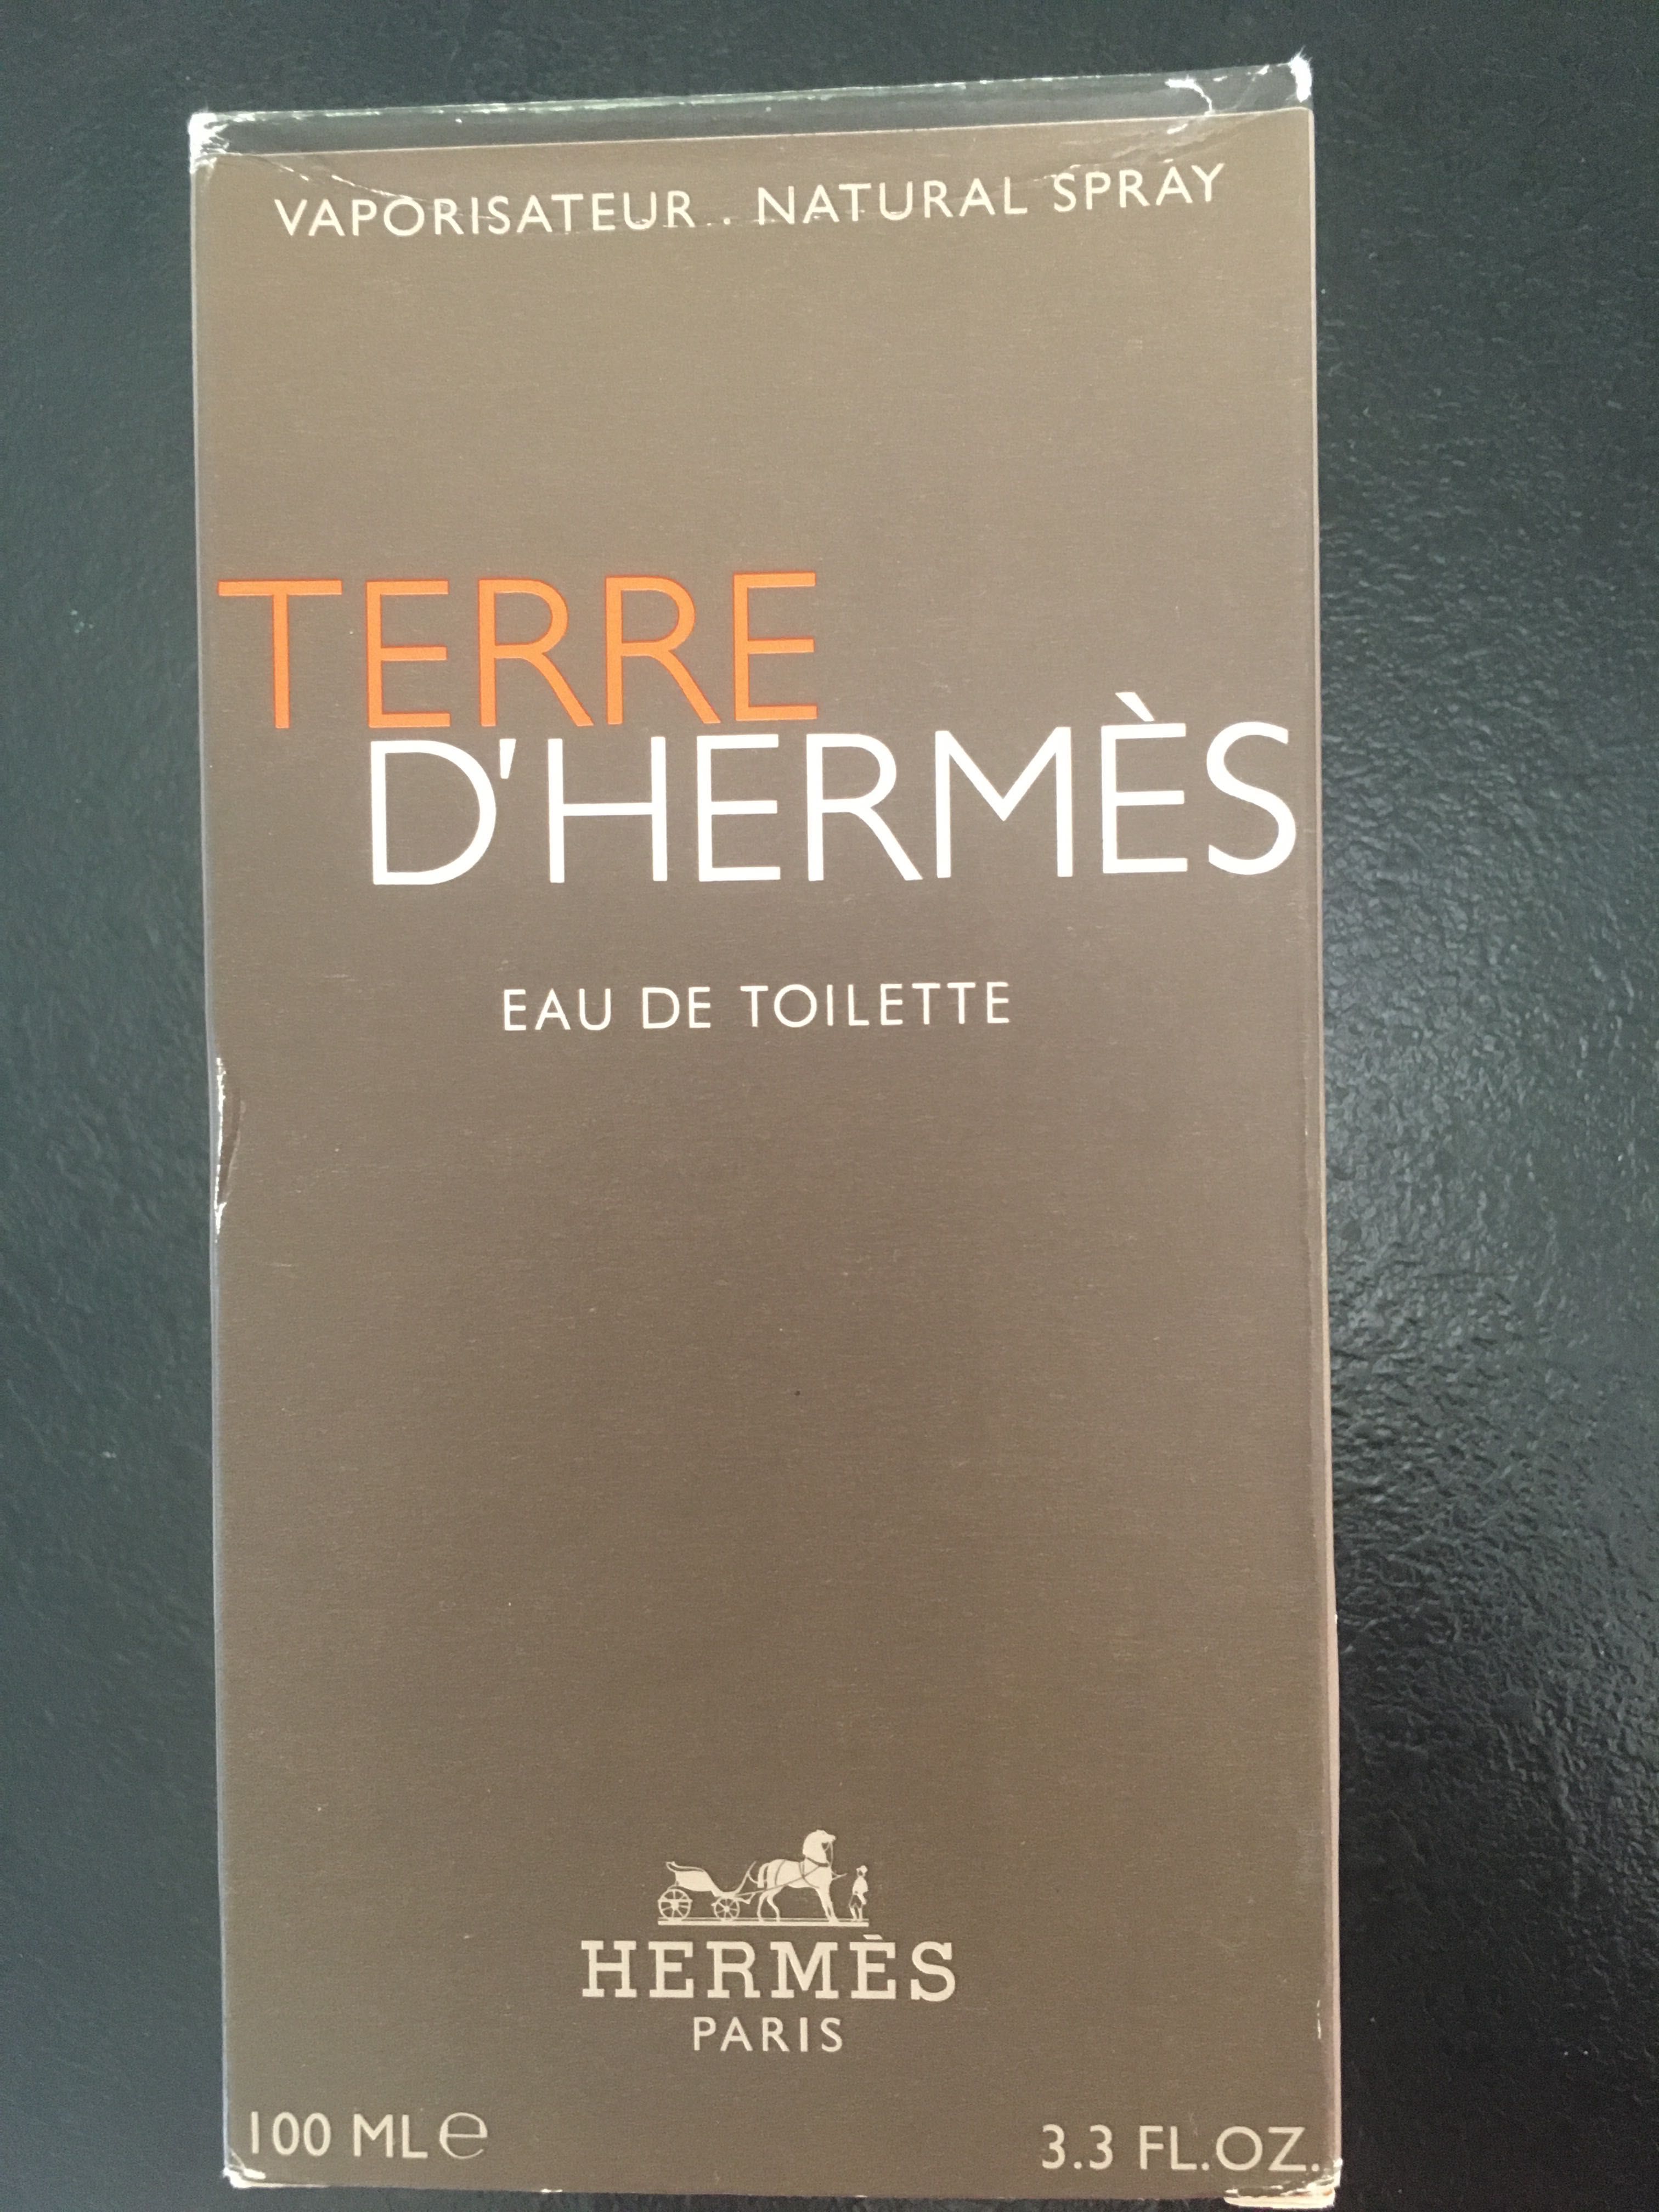 VAPORISATEUR . NATURAL SPRAY
TERRE
D'HERMÈS
EAU DE TOILETTE
HERMÈS
PARIS
100 ML ℮ 3.3 FL.OZ.